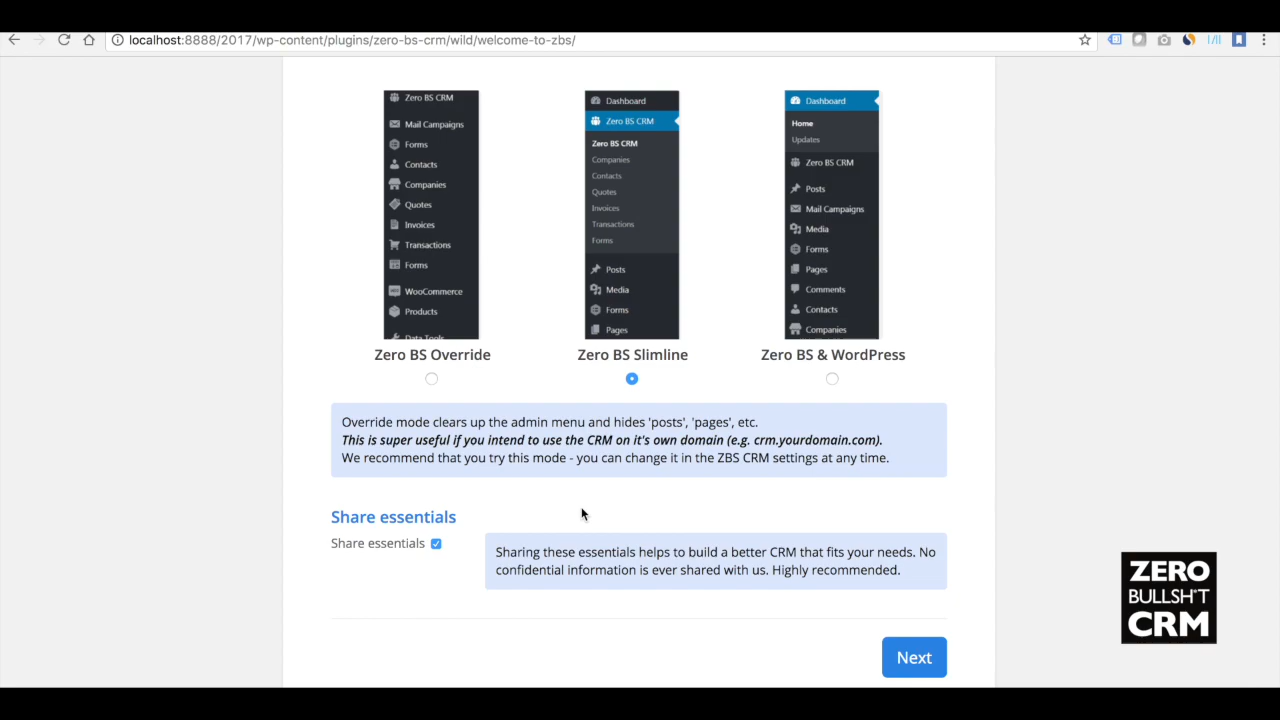 localhost:8888/2017/wp-content/plugins/zero-bs-crm/wild/welcome-to-zbs/
Zero BS CRM
Mail Campaigns
Forms
Contacts
Companies
Quotes
Invoices
Transactions
Forms
WooCommerce
Products
Data Tools
Zero BS Override
Dashboard
Zero BS CRM
Zero BS CRM
Companies
Contacts
Quotes
Invoices
Transactions
Forms
Posts
Media
Forms
Pages
Zero BS Slimline
Dashboard
Home
Updates
Zero BS CRM
Posts
Mail Campaigns
Media
Forms
Pages
Comments
Contacts
Companies
Zero BS & WordPress
Override mode clears up the admin menu and hides 'posts', 'pages', etc.
This is super useful if you intend to use the CRM on it's own domain (e.g. crm.yourdomain.com).
We recommend that you try this mode - you can change it in the ZBS CRM settings at any time.
Share essentials
Share essentials
Sharing these essentials helps to build a better CRM that fits your needs. No
confidential information is ever shared with us. Highly recommended.
Next
ZERO
BULLSH*T
CRM